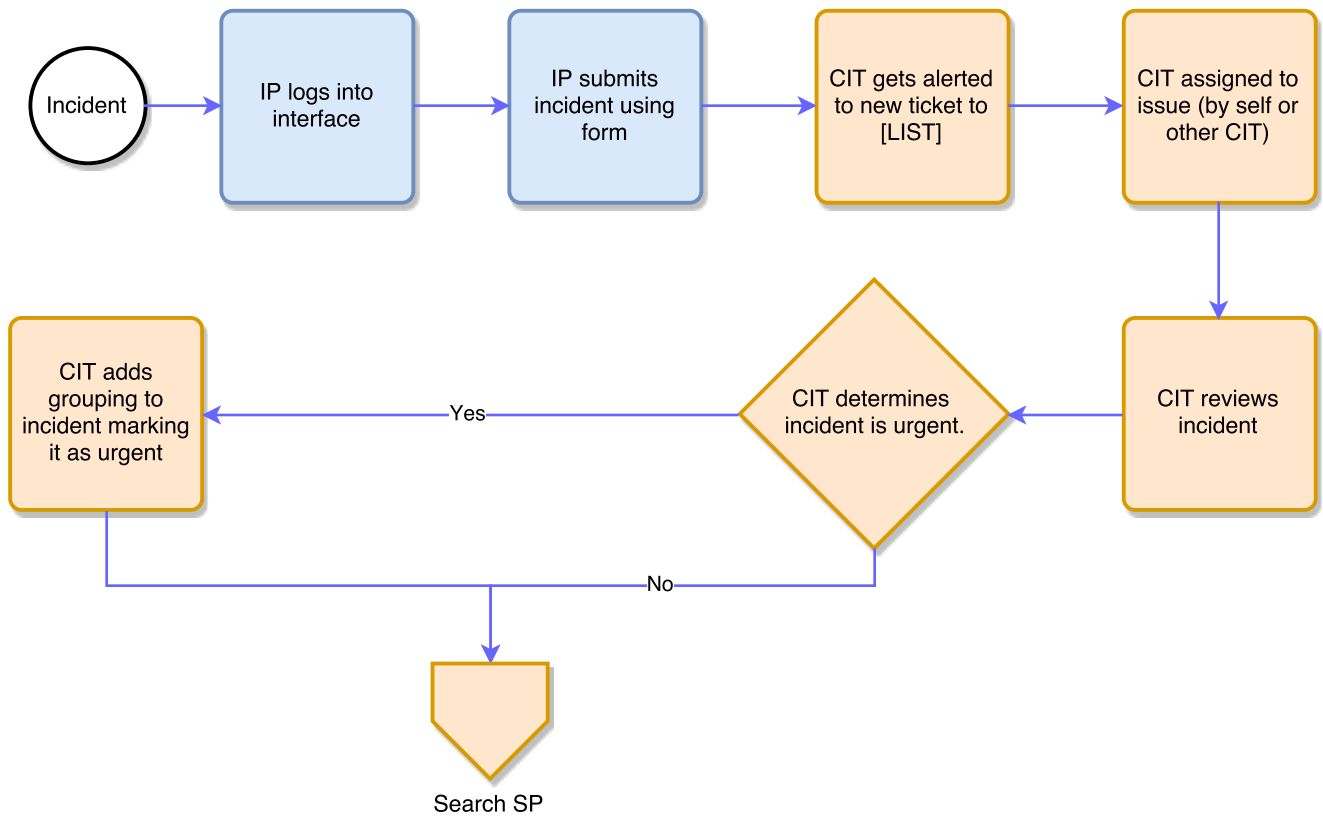 Incident
IP logs into
interface
IP submits
incident using
form
CIT gets alerted
to new ticket to
[LIST]
CIT assigned to
issue (by self or
other CIT)
CIT adds
grouping to
incident marking
it as urgent
Yes
CIT determines
incident is urgent.
CIT reviews
incident
No
Search SP